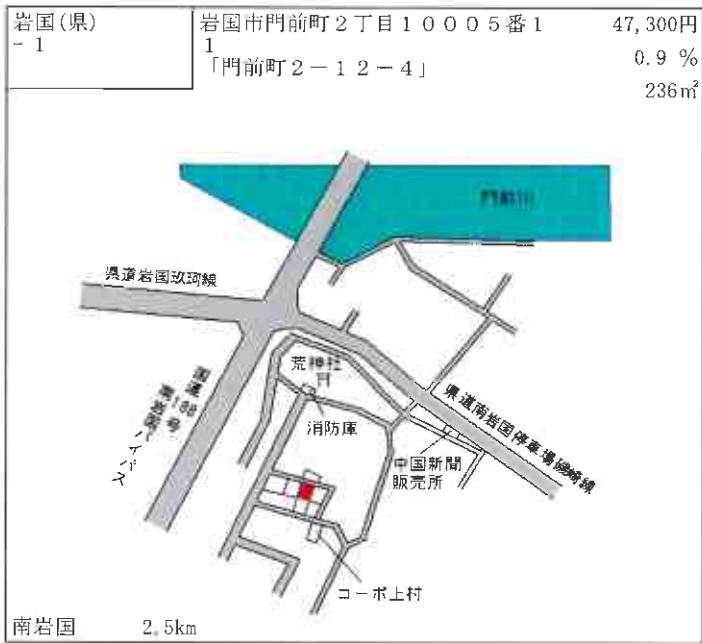 岩国(県)
- 1
岩国市門前町２丁目１０００５番１
1
「門前町２－１２－４」
47,300円
0.9 %
236㎡
門前川
県道岩国玖珂線
国道188号
南岩国バイパス
荒神社
消防庫
県道南岩国停車場磯崎線
中国新聞
販売所
コーポ上村
南岩国 2.5km